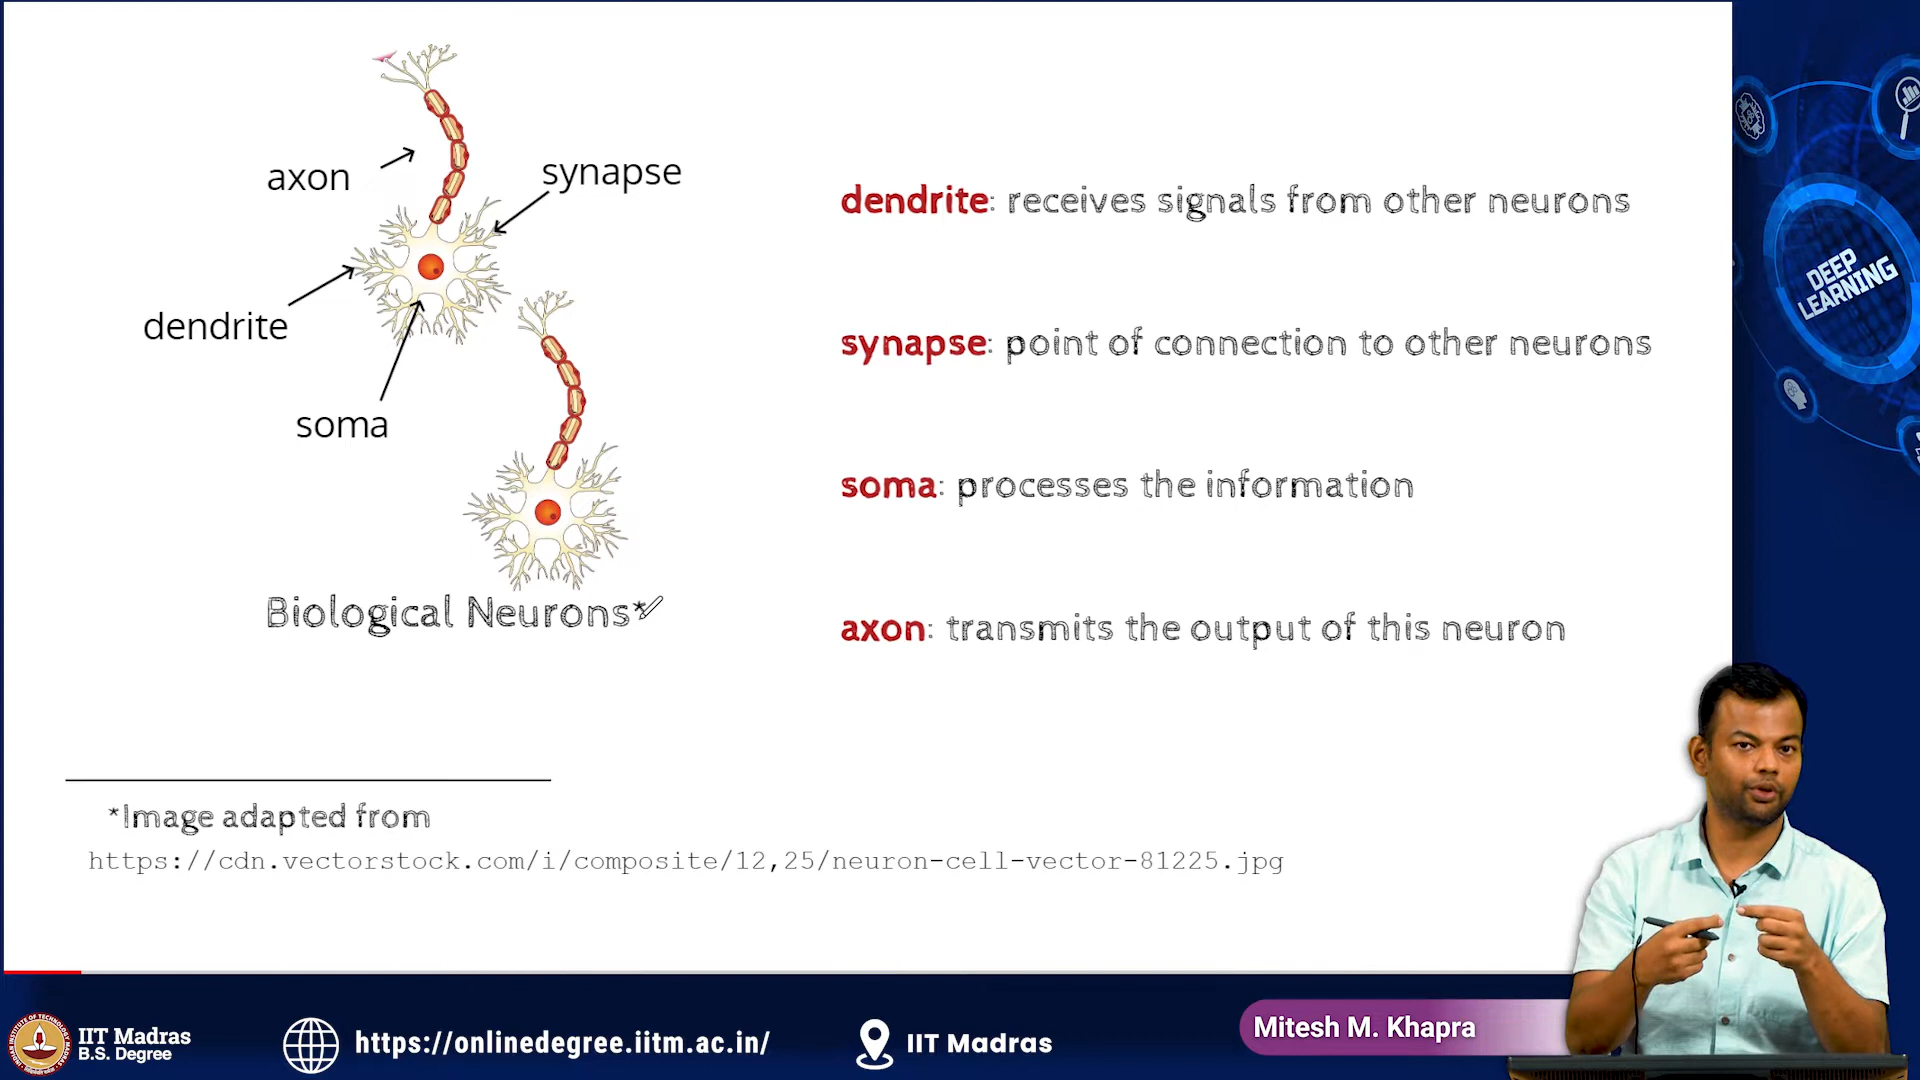 axon
synapse
dendrite
soma
Biological Neurons*
dendrite: receives signals from other neurons
synapse: point of connection to other neurons
soma: processes the information
axon: transmits the output of this neuron
*Image adapted from
https://cdn.vectorstock.com/i/composite/12,25/neuron-cell-vector-81225.jpg
DEEP
LEARNING
IIT Madras
B.S. Degree
https://onlinedegree.iitm.ac.in/
IIT Madras
Mitesh M. Khapra